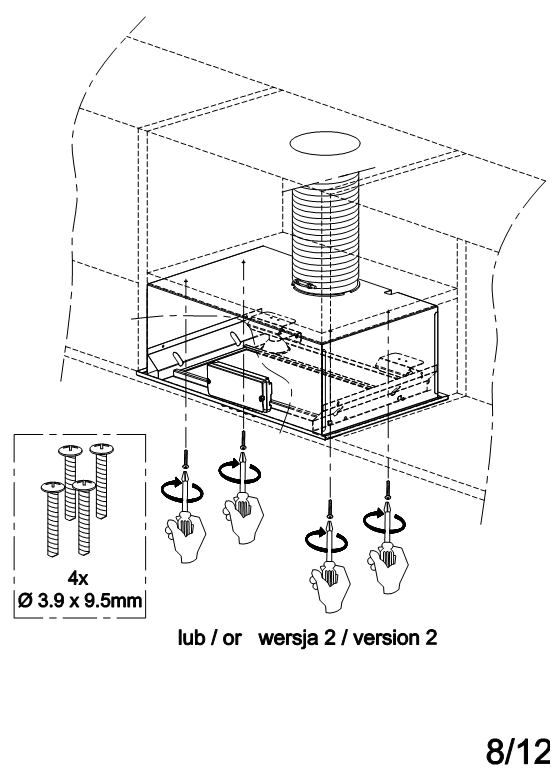 4x
Ø 3.9 x 9.5mm
lub / or wersja 2 / version 2
8/12